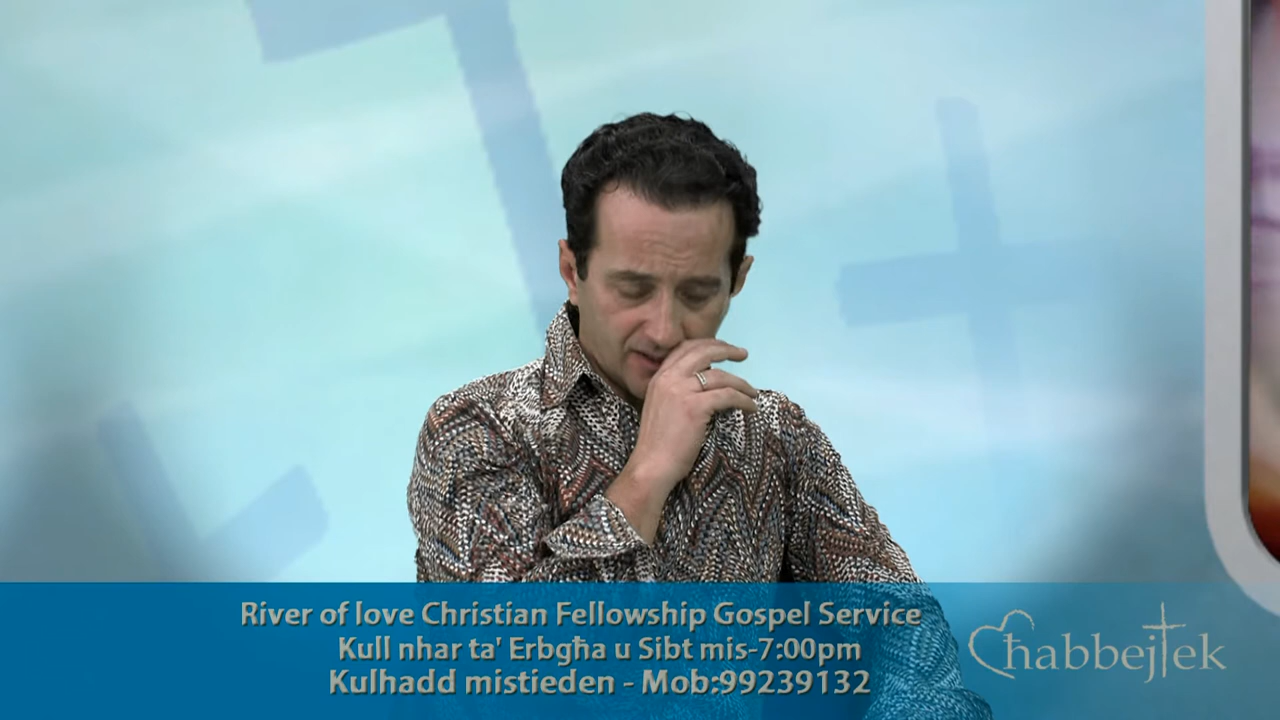 River of love Christian Fellowship Gospel Service
Kull nhar ta' Erbgħa u Sibt mis-7:00pm
Kulhadd mistieden - Mob:99239132
Ħabbejtek